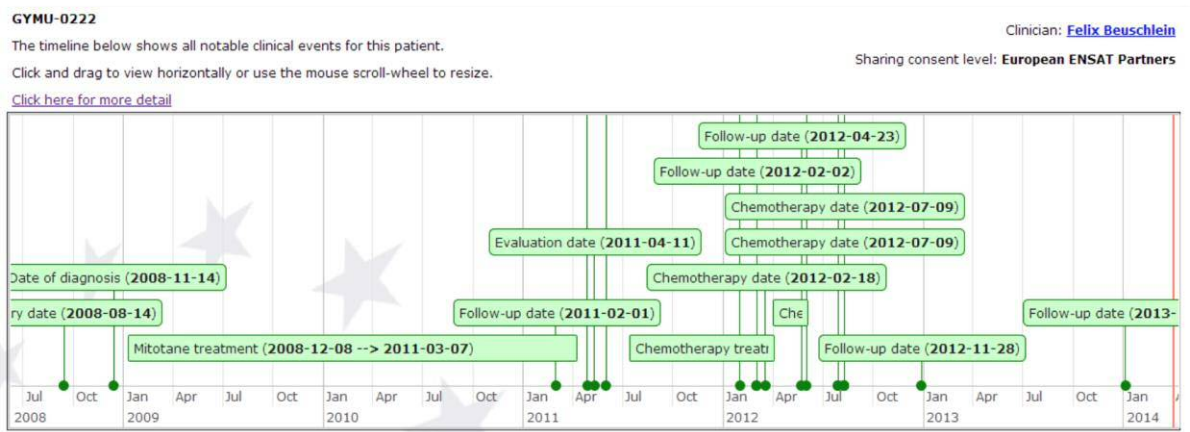 GYMU-0222
Clinician: Felix Beuschlein
The timeline below shows all notable clinical events for this patient.
Sharing consent level: European ENSAT Partners
Click and drag to view horizontally or use the mouse scroll-wheel to resize.
Click here for more detail
Follow-up date (2012-04-23)
Follow-up date (2012-02-02)
Chemotherapy date (2012-07-09)
Evaluation date (2011-04-11)
Chemotherapy date (2012-07-09)
Date of diagnosis (2008-11-14)
Chemotherapy date (2012-02-18)
ry date (2008-08-14)
Follow-up date (2011-02-01)
Che
Follow-up date (2013-
Mitotane treatment (2008-12-08 --> 2011-03-07)
Chemotherapy treat
Follow-up date (2012-11-28)
Jul Oct Jan Apr Jul Oct Jan Apr Jul Oct Jan Apr Jul Oct Jan Apr Jul Oct Jan Apr Jul Oct Jan
2008 2009 2010 2011 2012 2013 2014